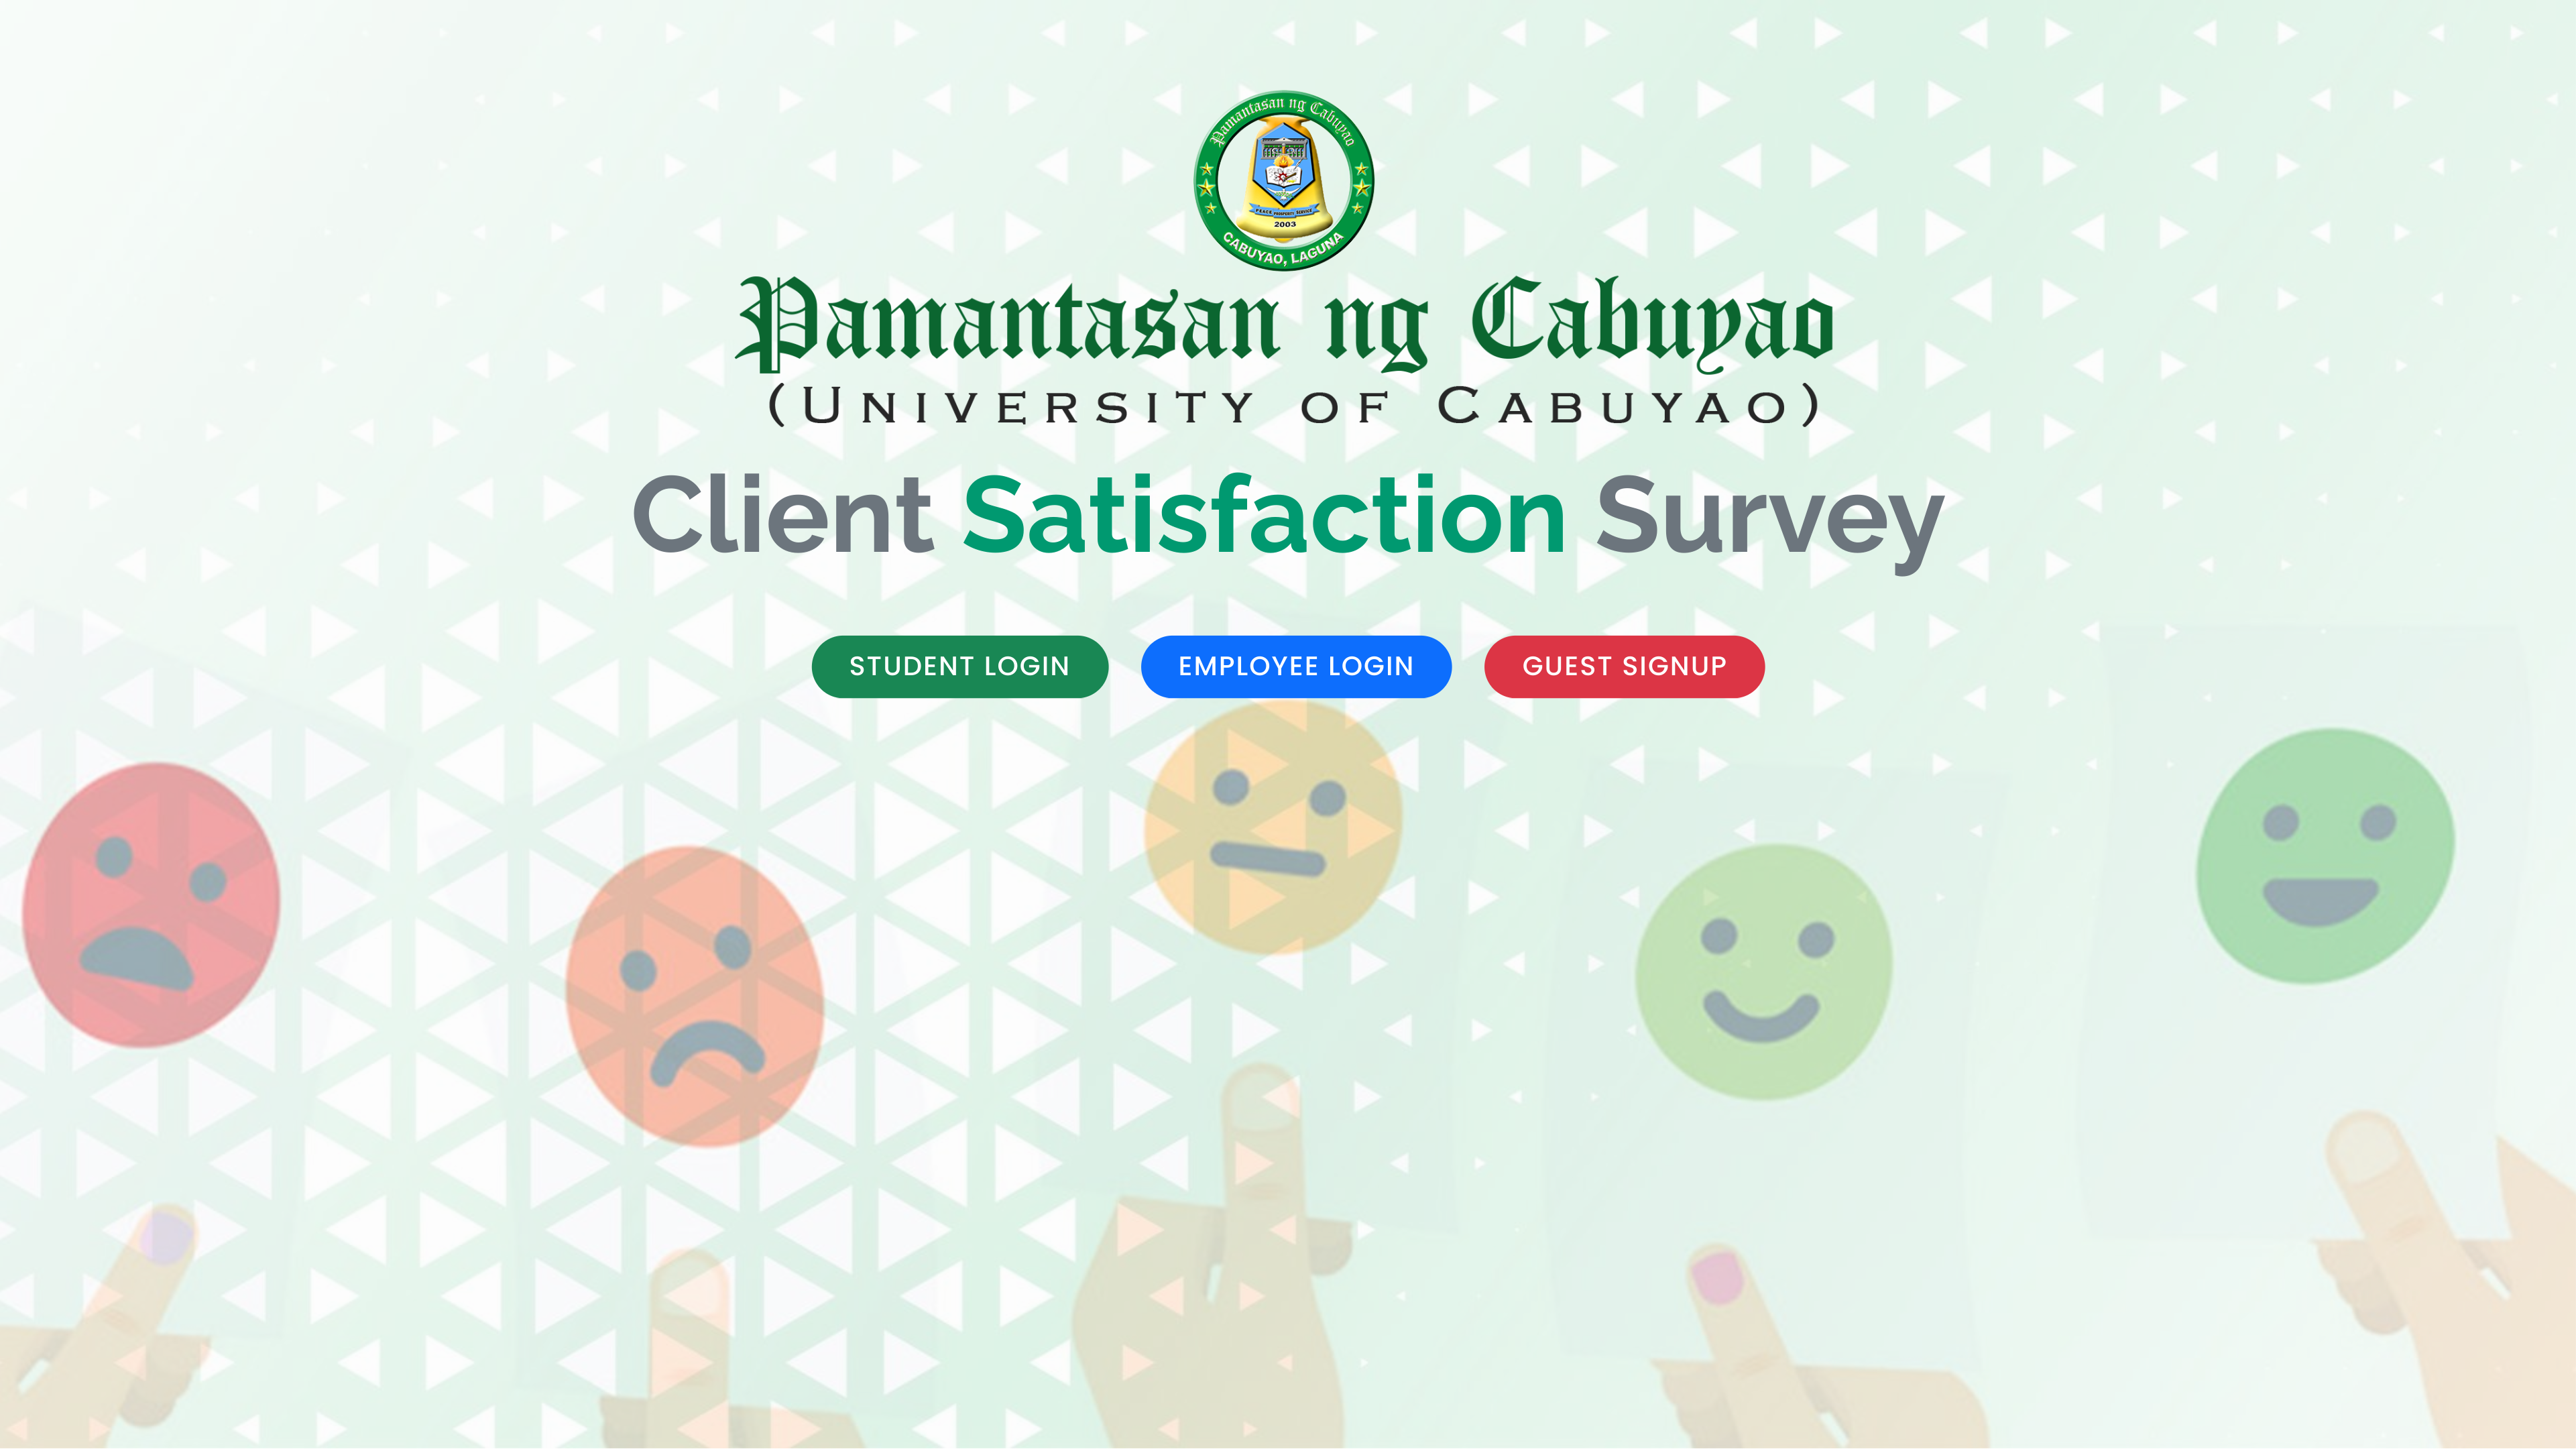 Pamantasan ng Cabuyao
2003
CABUYAO, LAGUNA
Pamantasan ng Cabuyao
(UNIVERSITY OF CABUYAO)
Client Satisfaction Survey
STUDENT LOGIN
EMPLOYEE LOGIN
GUEST SIGNUP